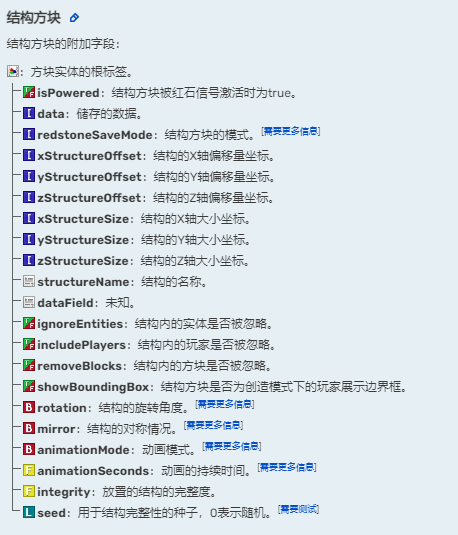 结构方块
结构方块的附加字段：
：方块实体的根标签。
isPowered：结构方块被红石信号激活时为true。
data：储存的数据。
redstoneSaveMode：结构方块的模式。[需要更多信息]
xStructureOffset：结构的X轴偏移量坐标。
yStructureOffset：结构的Y轴偏移量坐标。
zStructureOffset：结构的Z轴偏移量坐标。
xStructureSize：结构的X轴大小坐标。
yStructureSize：结构的Y轴大小坐标。
zStructureSize：结构的Z轴大小坐标。
structureName：结构的名称。
dataField：未知。
ignoreEntities：结构内的实体是否被忽略。
includePlayers：结构内的玩家是否被忽略。
removeBlocks：结构内的方块是否被忽略。
showBoundingBox：结构方块是否为创造模式下的玩家展示边界框。
B rotation：结构的旋转角度。[需要更多信息]
B mirror：结构的对称情况。[需要更多信息]
B animationMode：动画模式。[需要更多信息]
F animationSeconds：动画的持续时间。[需要更多信息]
F integrity：放置的结构的完整度。
L seed：用于结构完整性的种子，0表示随机。[需要测试]